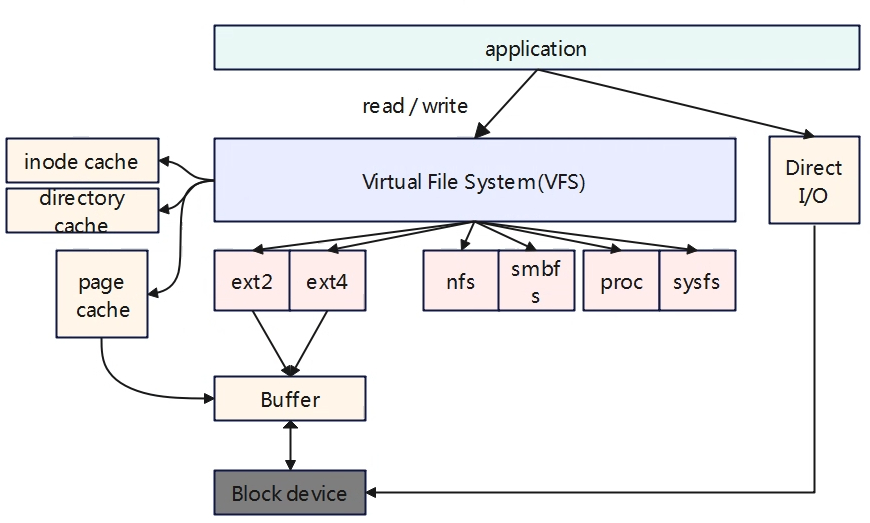 application
read / write
inode cache
Virtual File System(VFS)
Direct
I/O
directory
cache
page
cache
ext2
ext4
nfs
smbf
s
proc
sysfs
Buffer
Block device